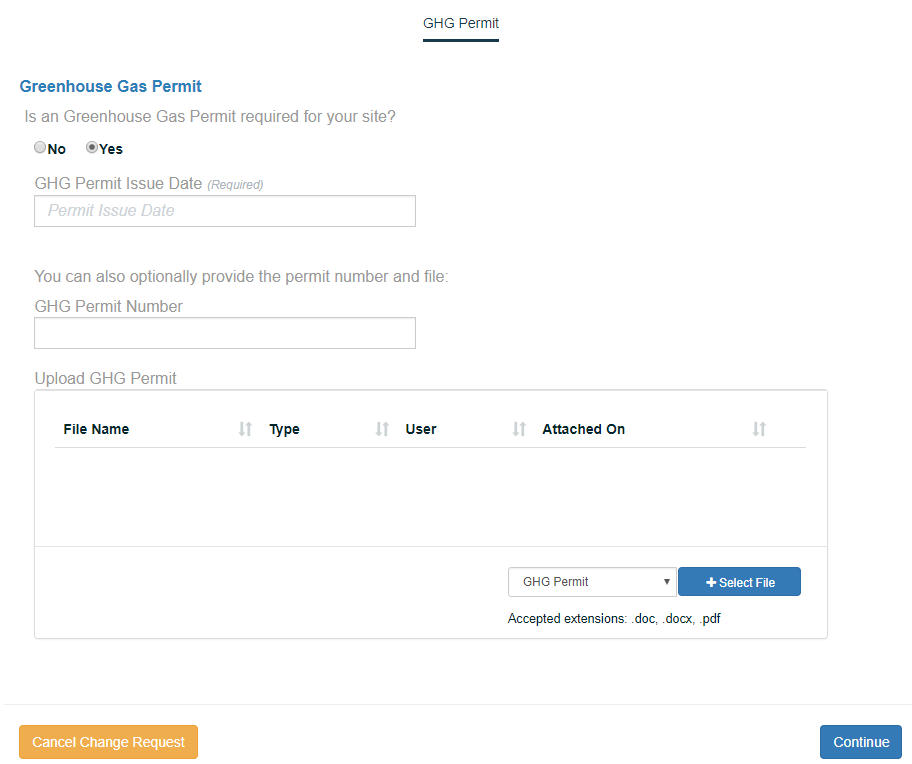 GHG Permit
Greenhouse Gas Permit
Is an Greenhouse Gas Permit required for your site?
No Yes
GHG Permit Issue Date (Required)
Permit Issue Date
You can also optionally provide the permit number and file:
GHG Permit Number
Upload GHG Permit
File Name Type User Attached On
GHG Permit Select File
Accepted extensions: .doc, .docx, .pdf
Cancel Change Request Continue